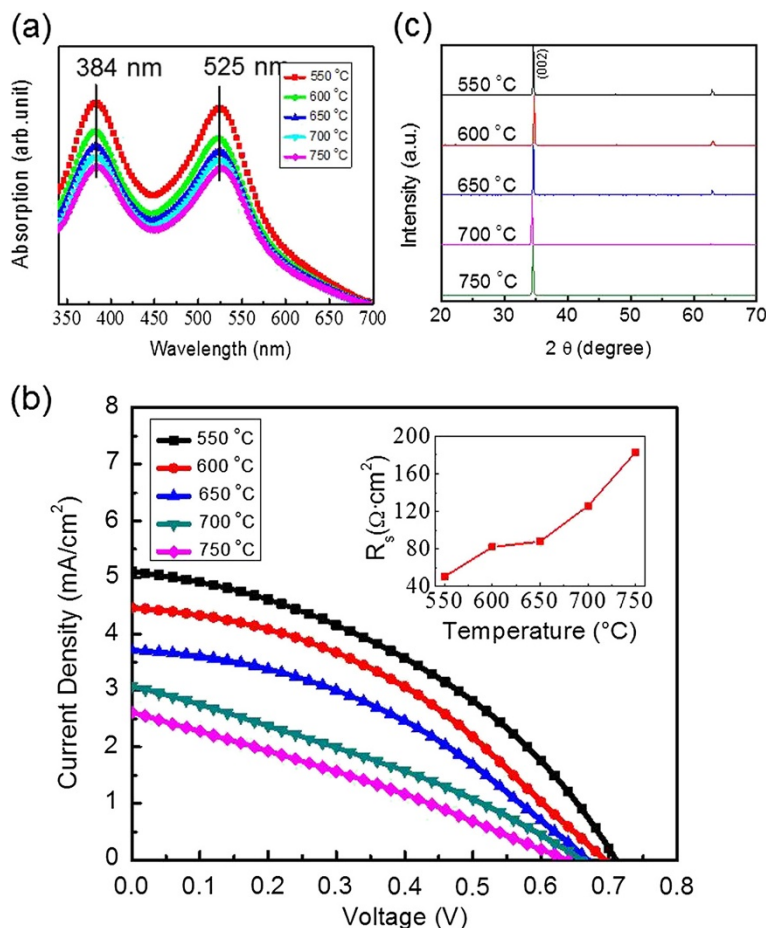 (a)
384 nm 525 nm
550 °C
600 °C
650 °C
700 °C
750 °C
Absorption (arb.unit)
350 400 450 500 550 600 650 700
Wavelength (nm)
(c)
(002)
550 °C
600 °C
650 °C
700 °C
750 °C
Intensity (a.u.)
20 30 40 50 60 70
2 θ (degree)
(b)
8
7
6
5
4
3
2
1
0
Current Density (mA/cm²)
550 °C
600 °C
650 °C
700 °C
750 °C
200
160
120
80
40
Rs(Ω·cm²)
550 600 650 700 750
Temperature (°C)
0.0 0.1 0.2 0.3 0.4 0.5 0.6 0.7 0.8
Voltage (V)